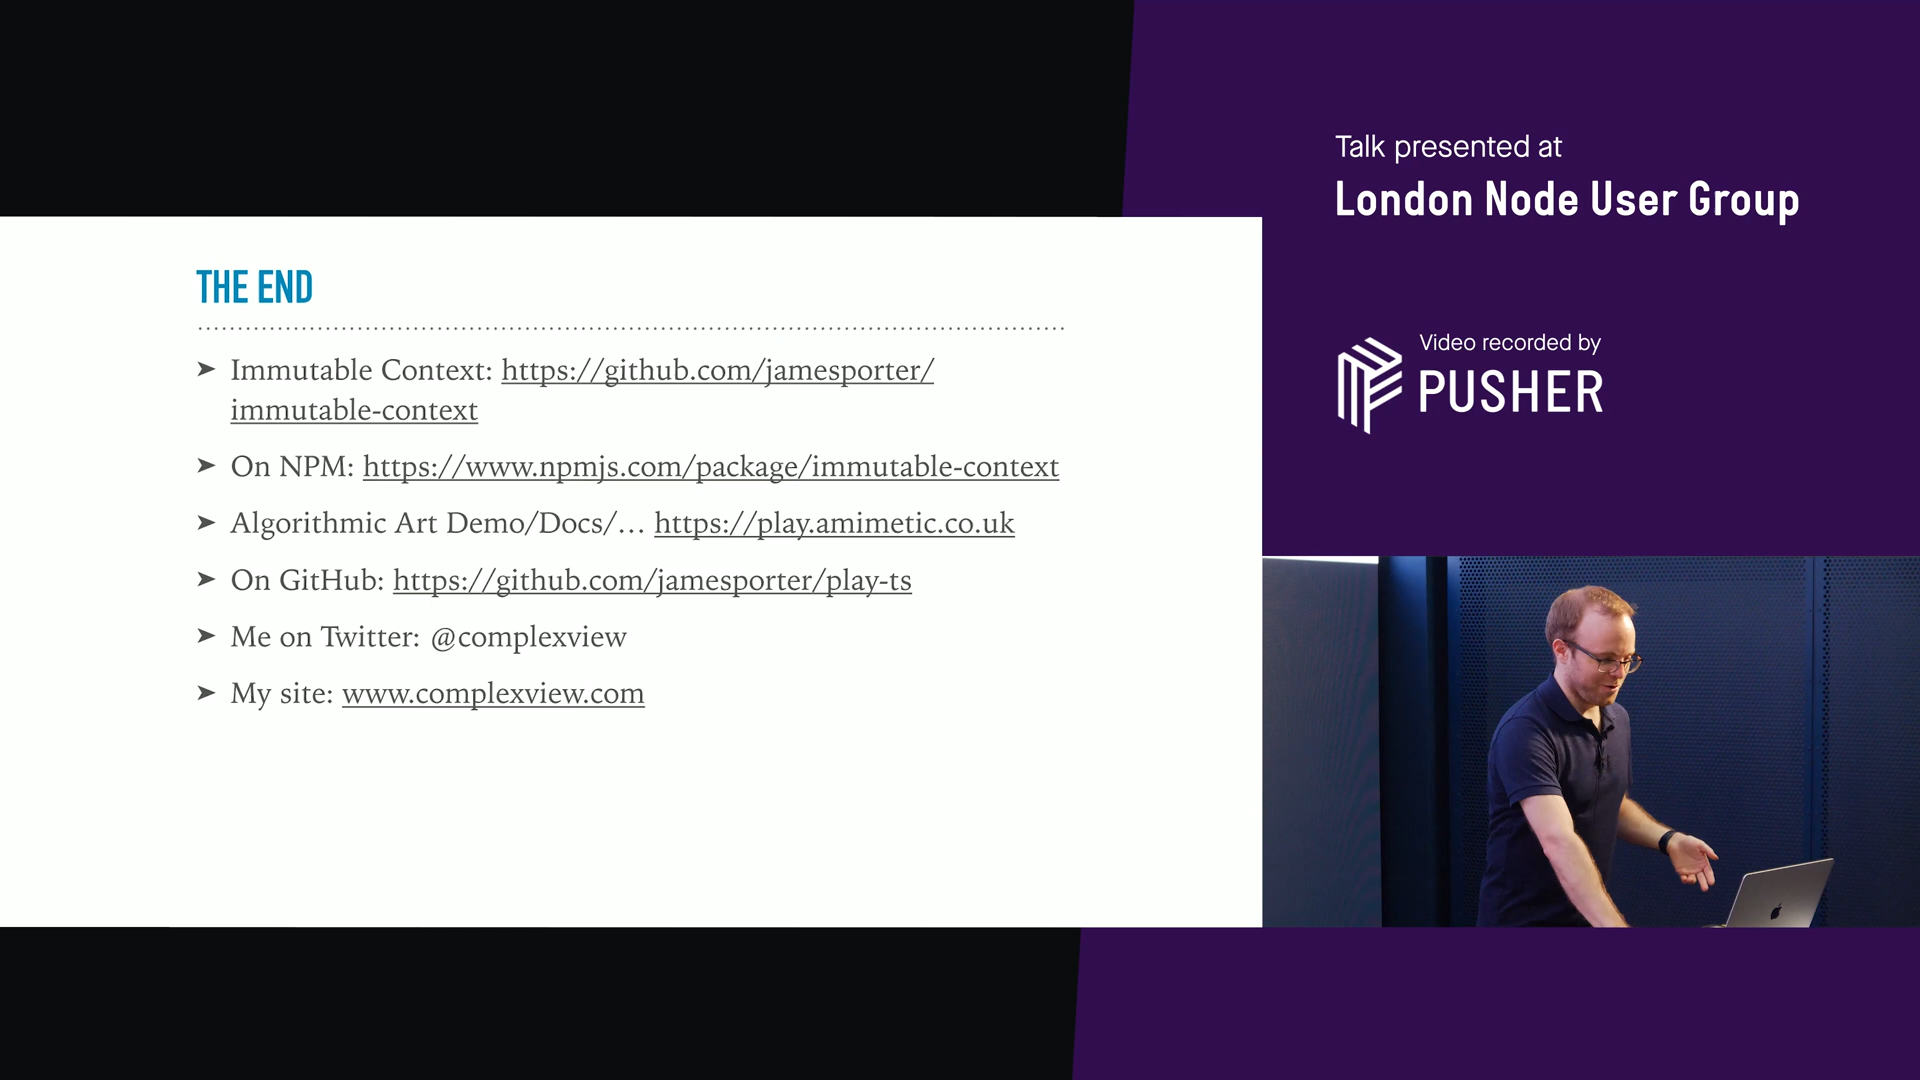 Talk presented at
London Node User Group
Video recorded by
PUSHER
THE END
➤ Immutable Context: https://github.com/jamesporter/
immutable-context
➤ On NPM: https://www.npmjs.com/package/immutable-context
➤ Algorithmic Art Demo/Docs/… https://play.amimetic.co.uk
➤ On GitHub: https://github.com/jamesporter/play-ts
➤ Me on Twitter: @complexview
➤ My site: www.complexview.com